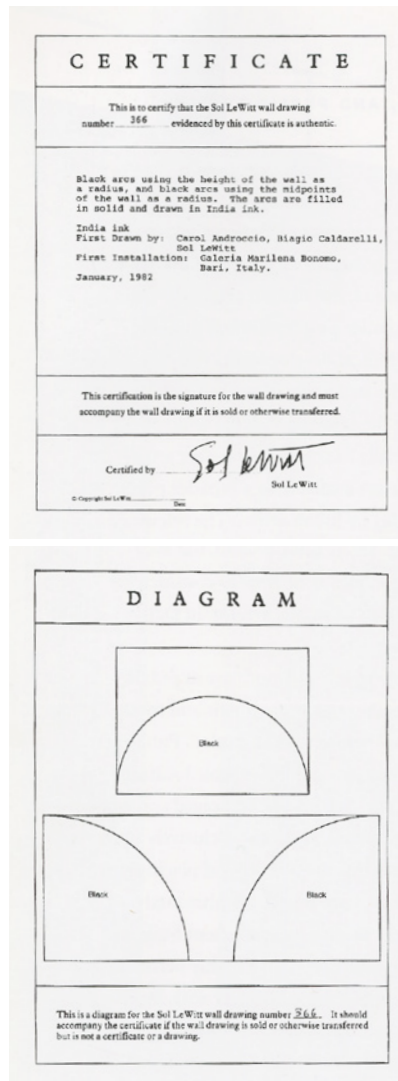 CERTIFICATE
This is to certify that the Sol LeWitt wall drawing
number 366 evidenced by this certificate is authentic.
Black arcs using the height of the wall as
a radius, and black arcs using the midpoints
of the wall as a radius. The arcs are filled
in solid and drawn in India ink.
India ink
First Drawn by: Carol Androccio, Biagio Caldarelli,
Sol LeWitt
First Installation: Galeria Marilena Bonomo,
Bari, Italy.
January, 1982
This certification is the signature for the wall drawing and must
accompany the wall drawing if it is sold or otherwise transferred.
Certified by Sol LeWitt
Sol LeWitt
© Copyright Sol LeWitt
Date
DIAGRAM
Black
Black Black
This is a diagram for the Sol LeWitt wall drawing number 366. It should
accompany the certificate if the wall drawing is sold or otherwise transferred
but is not a certificate or a drawing.